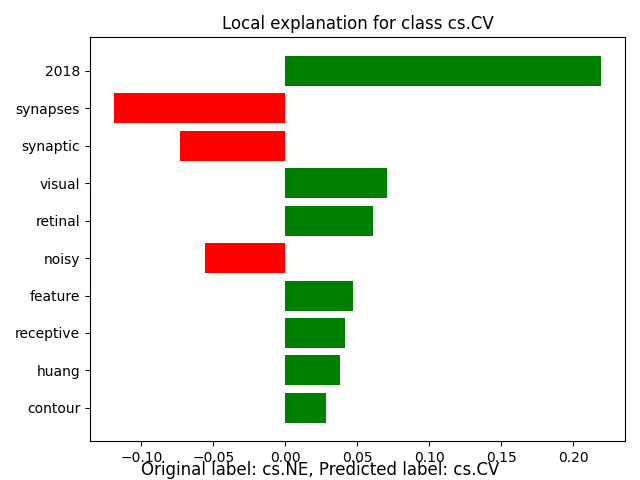 Local explanation for class cs.CV
2018
synapses
synaptic
visual
retinal
noisy
feature
receptive
huang
contour
−0.10 −0.05 0.00 0.05 0.10 0.15 0.20
Original label: cs.NE, Predicted label: cs.CV